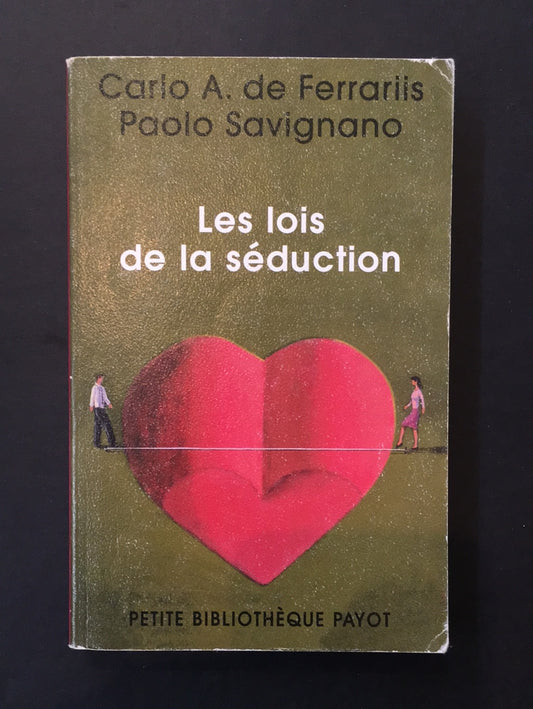 Carlo A. de Ferrariis
Paolo Savignano
Les lois
de la séduction
PETITE BIBLIOTHÈQUE PAYOT